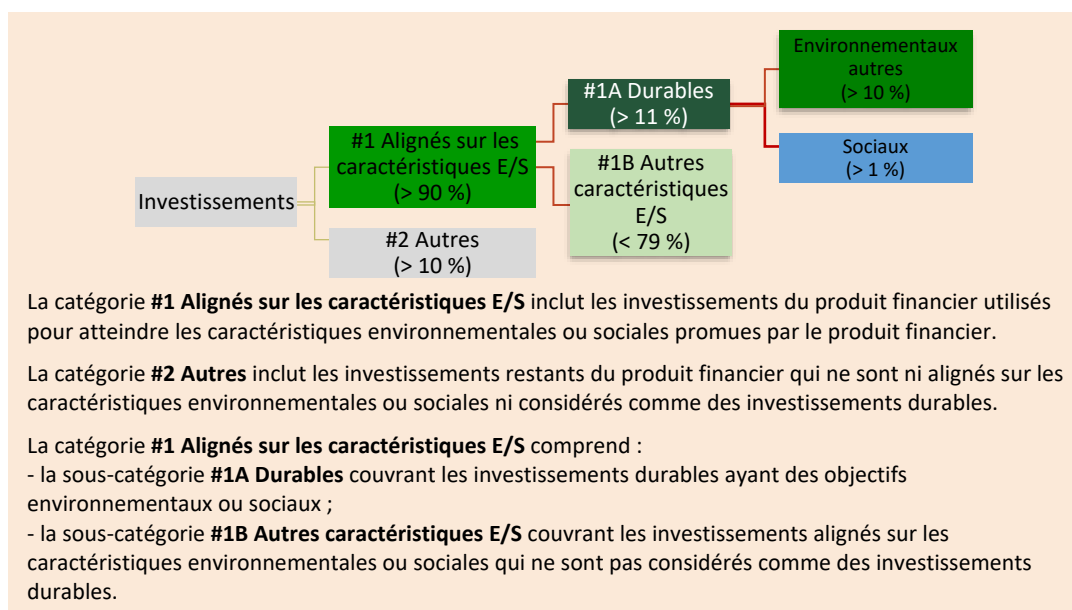 Investissements
#1 Alignés sur les
caractéristiques E/S
(> 90 %)
#2 Autres
(> 10 %)
#1A Durables
(> 11 %)
#1B Autres
caractéristiques
E/S
(< 79 %)
Environnementaux
autres
(> 10 %)
Sociaux
(> 1 %)
La catégorie #1 Alignés sur les caractéristiques E/S inclut les investissements du produit financier utilisés
pour atteindre les caractéristiques environnementales ou sociales promues par le produit financier.
La catégorie #2 Autres inclut les investissements restants du produit financier qui ne sont ni alignés sur les
caractéristiques environnementales ou sociales ni considérés comme des investissements durables.
La catégorie #1 Alignés sur les caractéristiques E/S comprend :
- la sous-catégorie #1A Durables couvrant les investissements durables ayant des objectifs
environnementaux ou sociaux ;
- la sous-catégorie #1B Autres caractéristiques E/S couvrant les investissements alignés sur les
caractéristiques environnementales ou sociales qui ne sont pas considérés comme des investissements
durables.